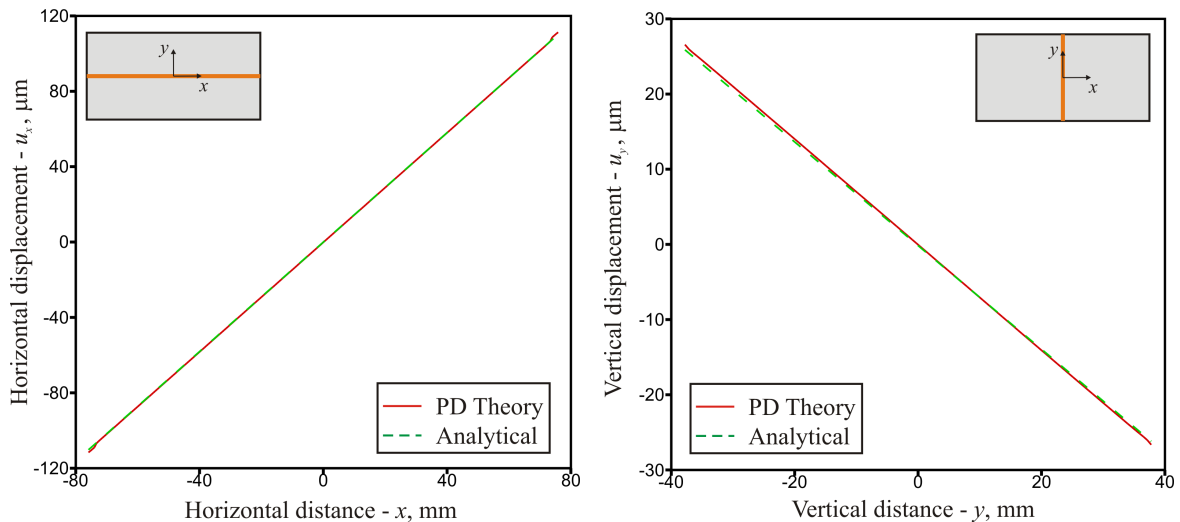 120
80
40
0
-40
-80
-120
-80
-40
0
40
80
Horizontal displacement - uₓ, μm
Horizontal distance - x, mm
y
x
PD Theory
Analytical
30
20
10
0
-10
-20
-30
-40
-20
0
20
40
Vertical displacement - u_y, μm
Vertical distance - y, mm
y
x
PD Theory
Analytical